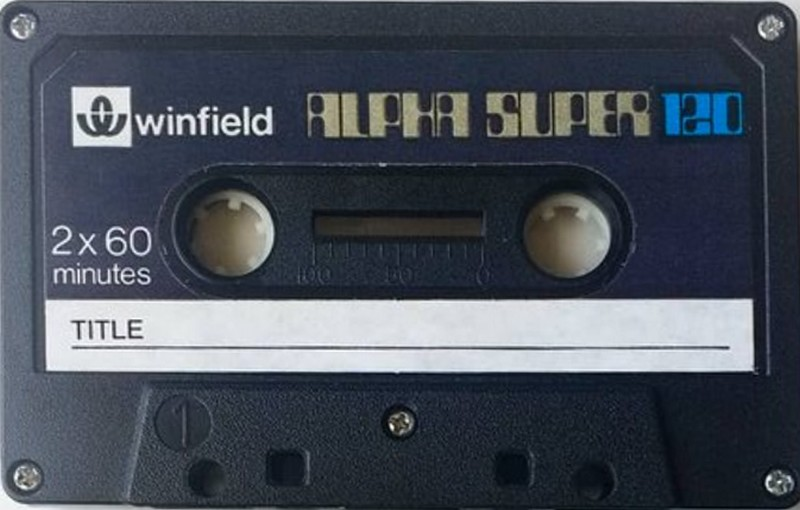 winfield ALPHA SUPER 120
2 x 60
minutes
100 50 0
TITLE
1